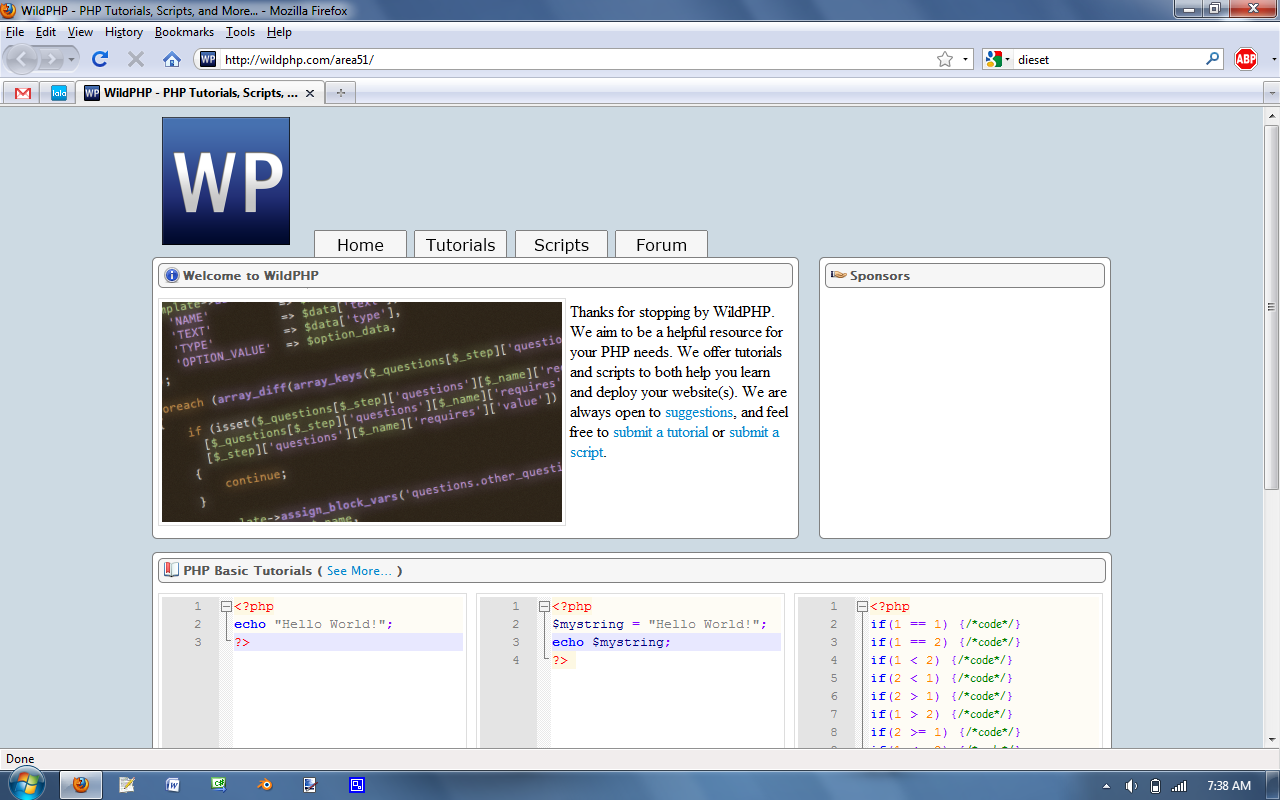 WildPHP - PHP Tutorials, Scripts, and More... - Mozilla Firefox
File Edit View History Bookmarks Tools Help
WP http://wildphp.com/area51/ dieset ABP
lala WP WildPHP - PHP Tutorials, Scripts, ...
WP
Home Tutorials Scripts Forum
Welcome to WildPHP
Sponsors
'NAME' => $data['text'],
'TEXT' => $data['type'],
'TYPE' => $option_data,
'OPTION_VALUE' =>
;
foreach (array_diff(array_keys($_questions[$_step]['questio
if (isset($_questions[$_step]['questions'][$_name]['re
[$_questions[$_step]['questions'][$_name]['requires'
[$_step]['questions'][$_name]['requires']['value'])
{
continue;
}
late->assign_block_vars('questions.other_questi
Thanks for stopping by WildPHP.
We aim to be a helpful resource for
your PHP needs. We offer tutorials
and scripts to both help you learn
and deploy your website(s). We are
always open to suggestions, and feel
free to submit a tutorial or submit a
script.
PHP Basic Tutorials ( See More... )
1 <?php
2 echo "Hello World!";
3 ?>
1 <?php
2 $mystring = "Hello World!";
3 echo $mystring;
4 ?>
1 <?php
2 if(1 == 1) {/*code*/}
3 if(1 == 2) {/*code*/}
4 if(1 < 2) {/*code*/}
5 if(2 < 1) {/*code*/}
6 if(2 > 1) {/*code*/}
7 if(1 > 2) {/*code*/}
8 if(2 >= 1) {/*code*/}
Done
7:38 AM